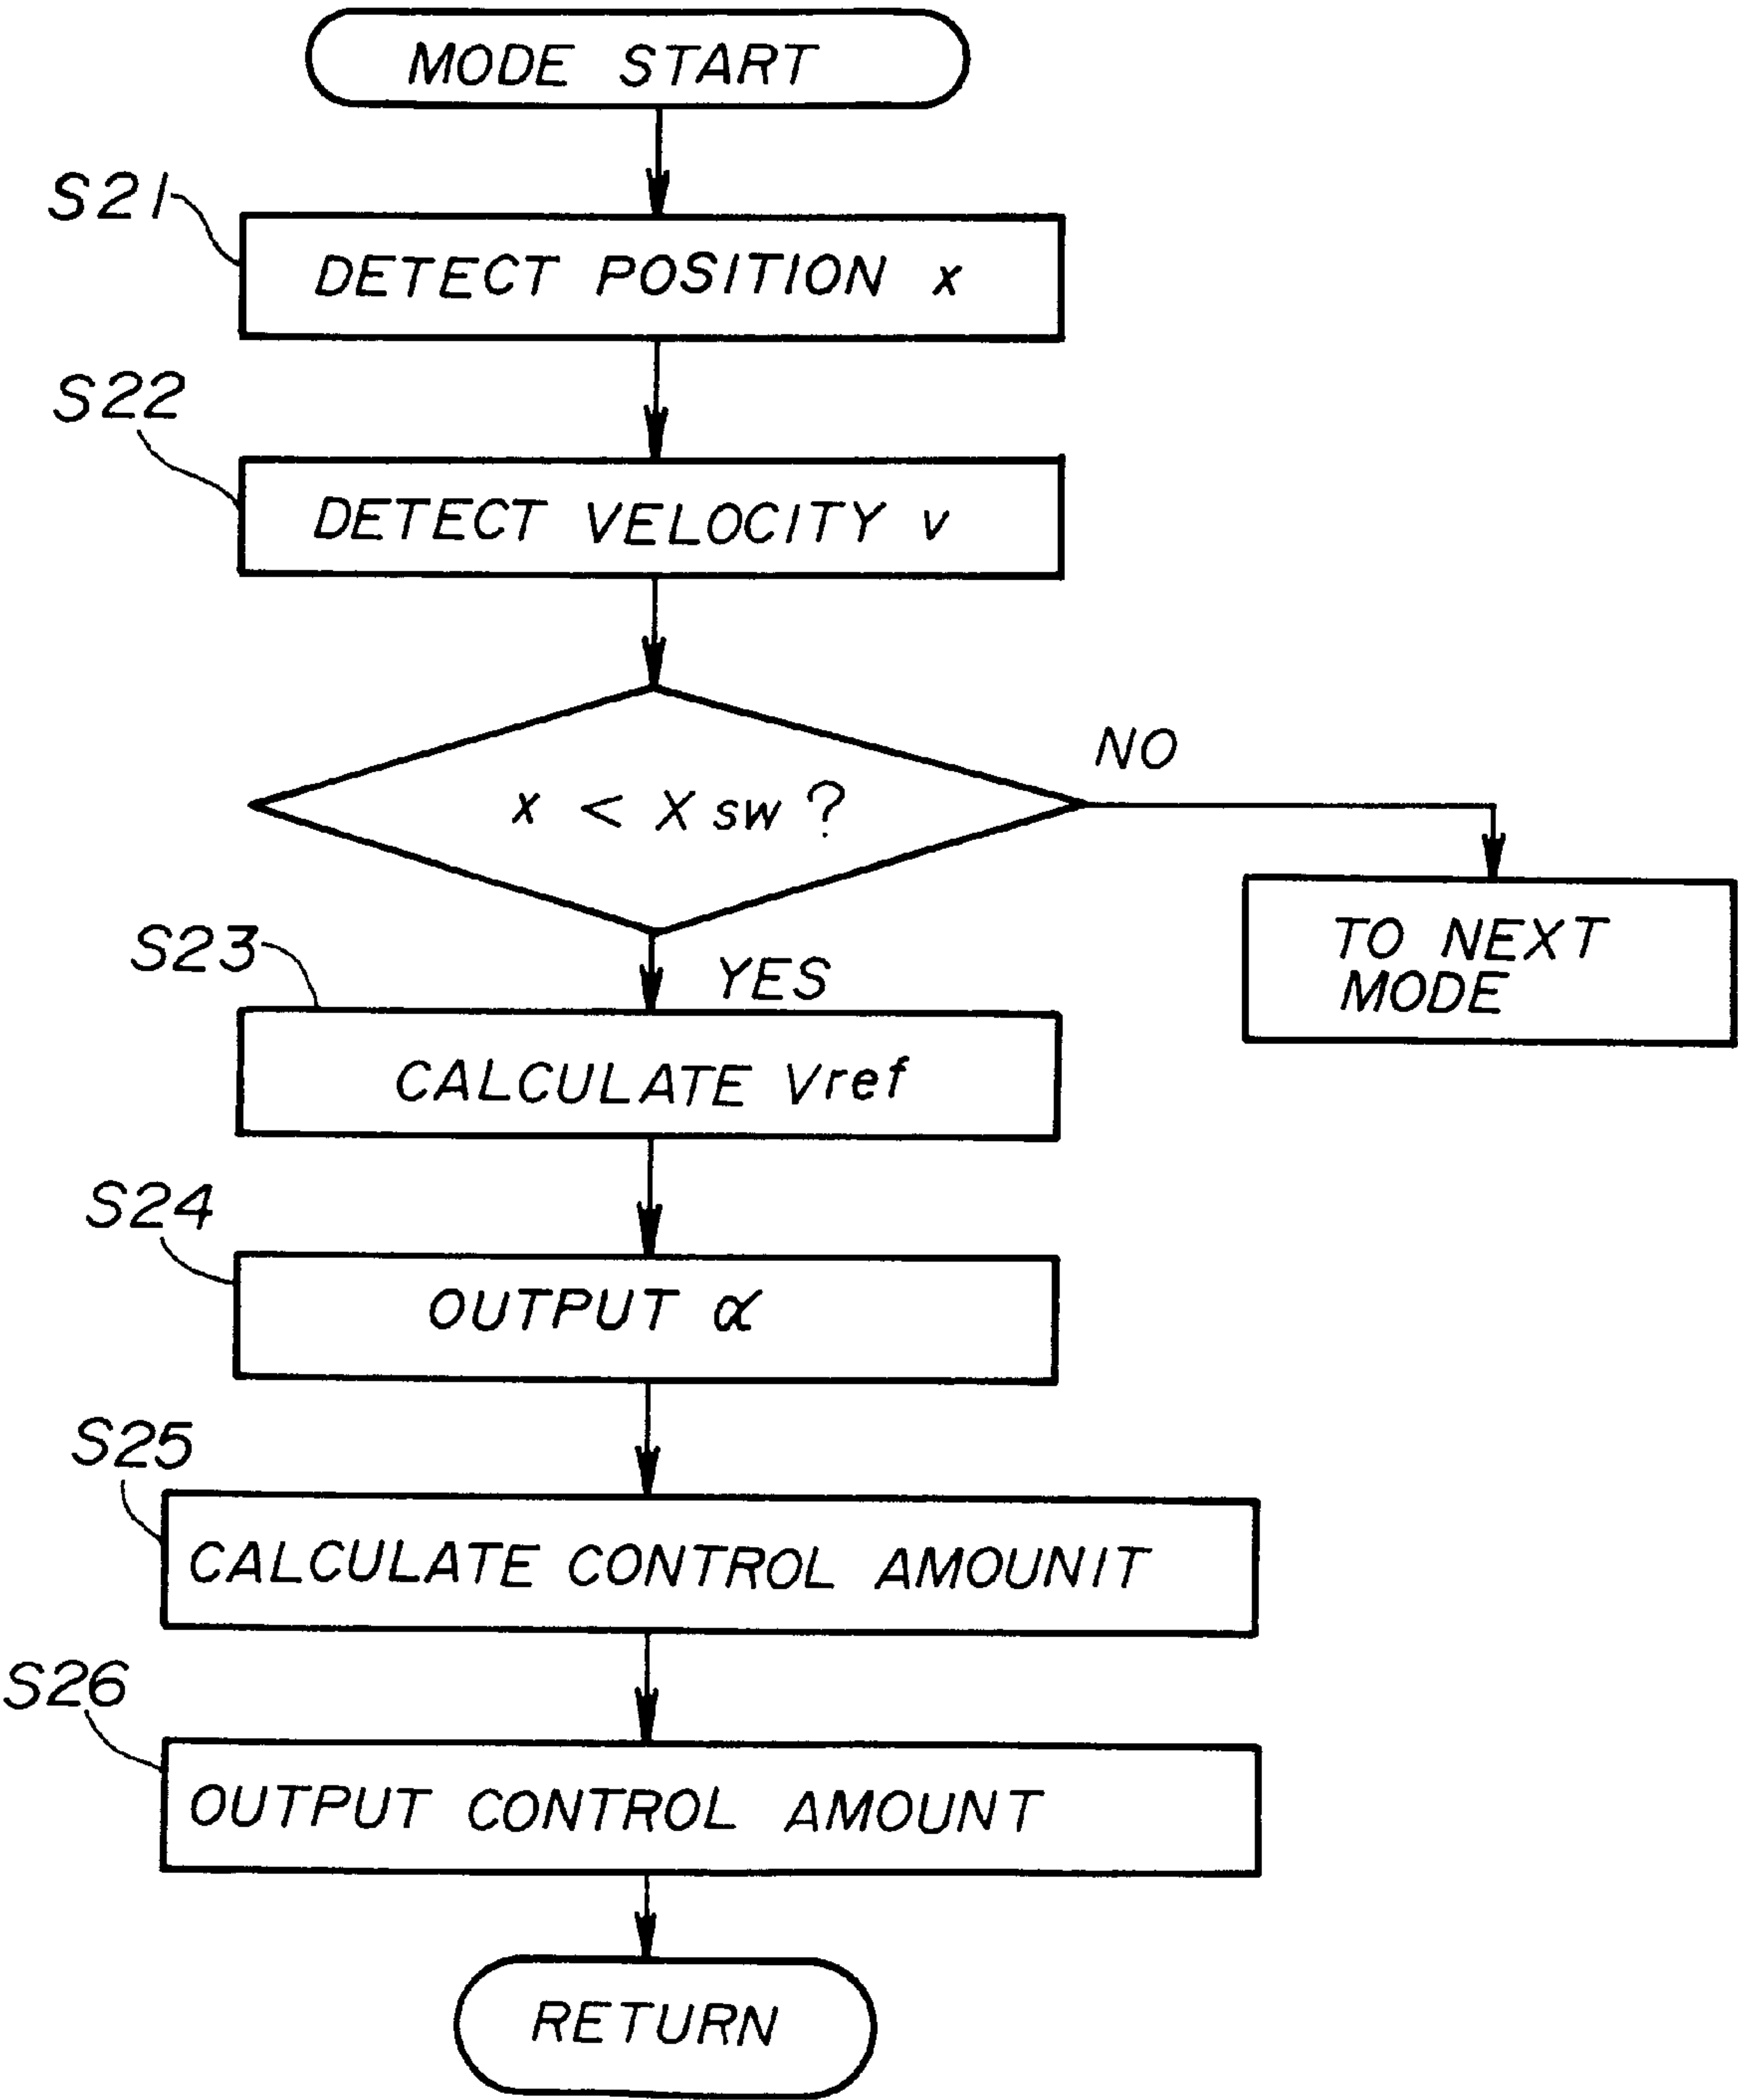 MODE START
S21
DETECT POSITION x
S22
DETECT VELOCITY v
x < Xsw ?
NO
TO NEXT
MODE
S23
YES
CALCULATE Vref
S24
OUTPUT α
S25
CALCULATE CONTROL AMOUNIT
S26
OUTPUT CONTROL AMOUNT
RETURN